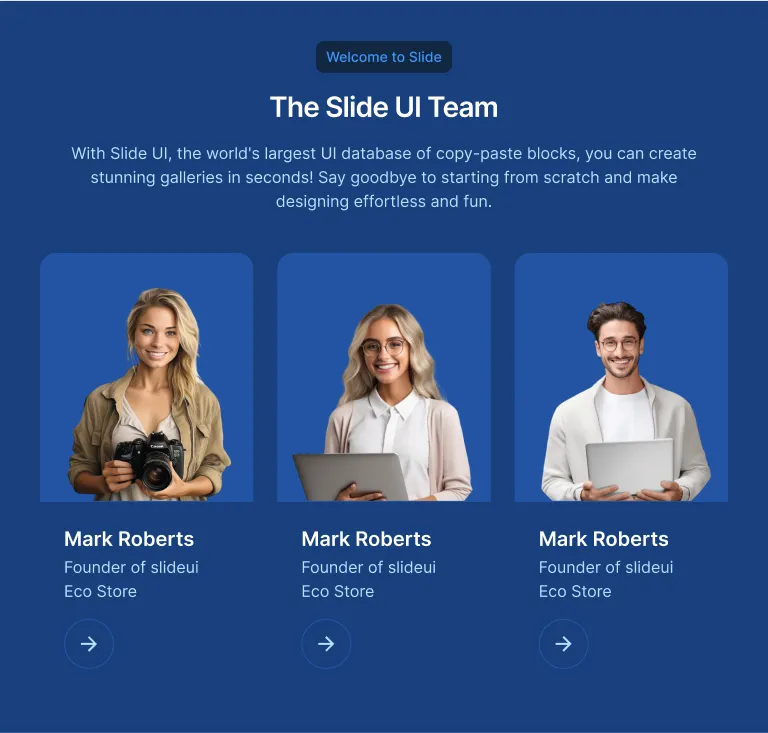 Welcome to Slide
The Slide UI Team
With Slide UI, the world's largest UI database of copy-paste blocks, you can create
stunning galleries in seconds! Say goodbye to starting from scratch and make
designing effortless and fun.
Canon
Mark Roberts
Founder of slideui
Eco Store
Mark Roberts
Founder of slideui
Eco Store
Mark Roberts
Founder of slideui
Eco Store